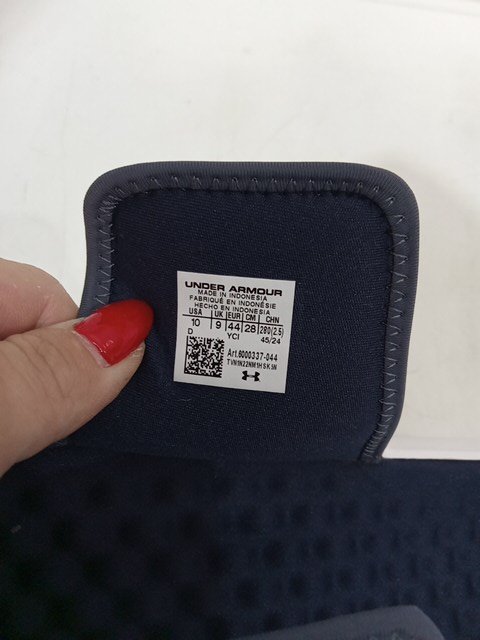 UNDER ARMOUR
MADE IN INDONESIA
FABRIQUÉ EN INDONÉSIE
HECHO EN INDONESIA
USA UK EUR CM CHN
10 9 44 28 280(2.5)
D YCI 45/24
Art.6000337-044